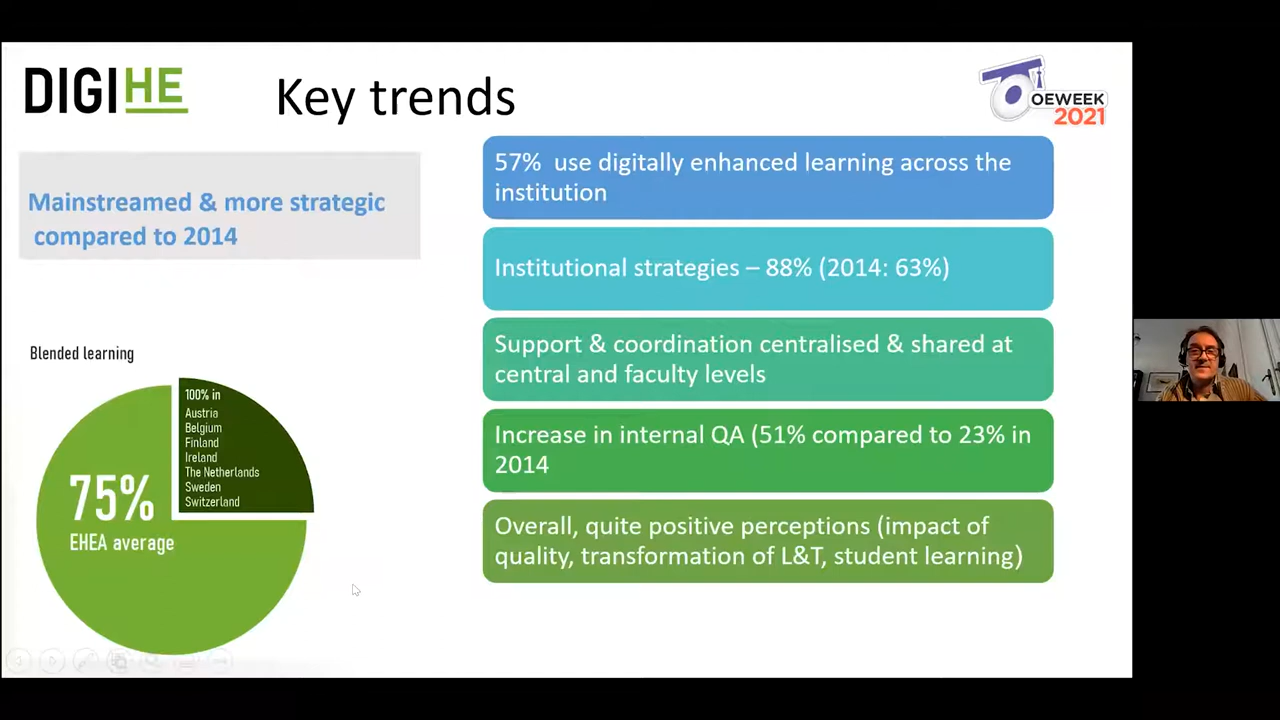 DIGIHE
Key trends
OEWEEK
2021
Mainstreamed & more strategic
compared to 2014
57% use digitally enhanced learning across the
institution
Institutional strategies – 88% (2014: 63%)
Support & coordination centralised & shared at
central and faculty levels
Increase in internal QA (51% compared to 23% in
2014
Overall, quite positive perceptions (impact of
quality, transformation of L&T, student learning)
Blended learning
100% in
Austria
Belgium
Finland
Ireland
The Netherlands
Sweden
Switzerland
75%
EHEA average